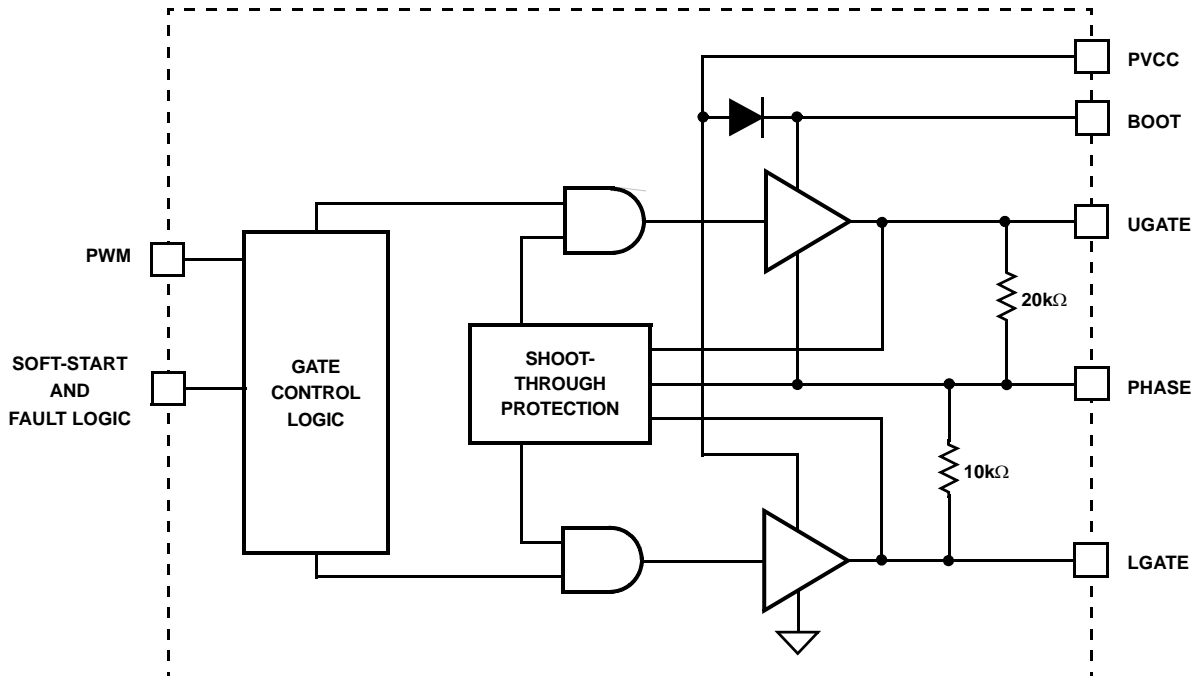 PVCC
BOOT
UGATE
PWM
20kΩ
SOFT-START
AND
FAULT LOGIC
GATE
CONTROL
LOGIC
SHOOT-
THROUGH
PROTECTION
PHASE
10kΩ
LGATE